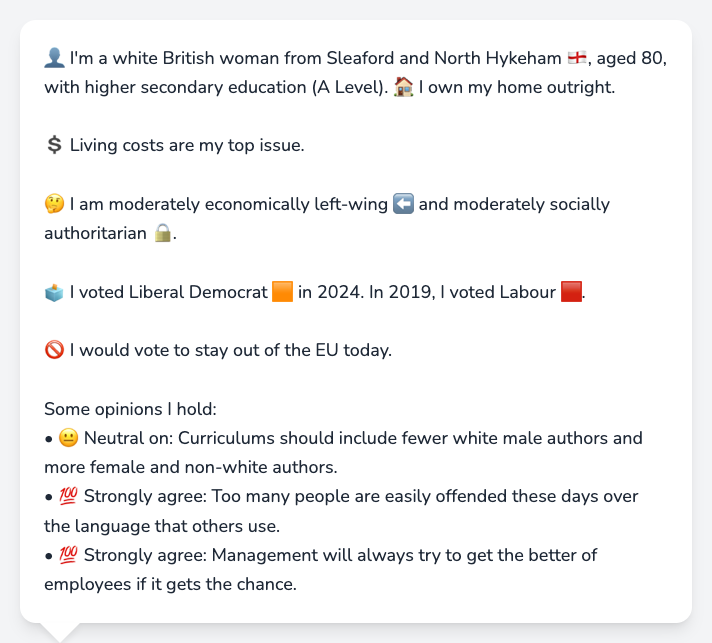 👤 I'm a white British woman from Sleaford and North Hykeham 🏴󠁧󠁢󠁥󠁮󠁧󠁿, aged 80,
with higher secondary education (A Level). 🏠 I own my home outright.
💲 Living costs are my top issue.
🤔 I am moderately economically left-wing ⬅️ and moderately socially
authoritarian 🔒.
🗳️ I voted Liberal Democrat 🟧 in 2024. In 2019, I voted Labour 🟥.
🚫 I would vote to stay out of the EU today.
Some opinions I hold:
• 😐 Neutral on: Curriculums should include fewer white male authors and
more female and non-white authors.
• 💯 Strongly agree: Too many people are easily offended these days over
the language that others use.
• 💯 Strongly agree: Management will always try to get the better of
employees if it gets the chance.